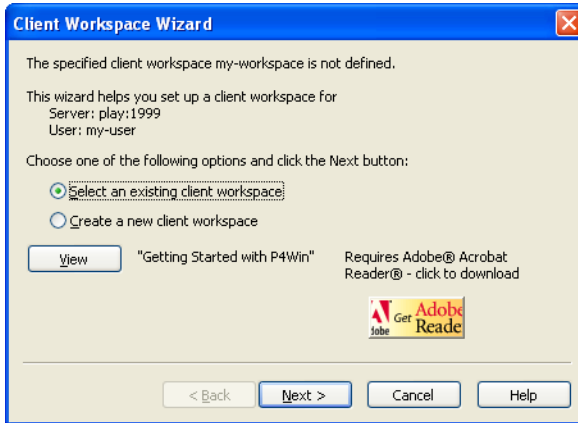 Client Workspace Wizard
The specified client workspace my-workspace is not defined.
This wizard helps you set up a client workspace for
Server: play:1999
User: my-user
Choose one of the following options and click the Next button:
Select an existing client workspace
Create a new client workspace
View "Getting Started with P4Win" Requires Adobe® Acrobat
Reader® - click to download
Get Adobe
Adobe Reade
< Back Next > Cancel Help